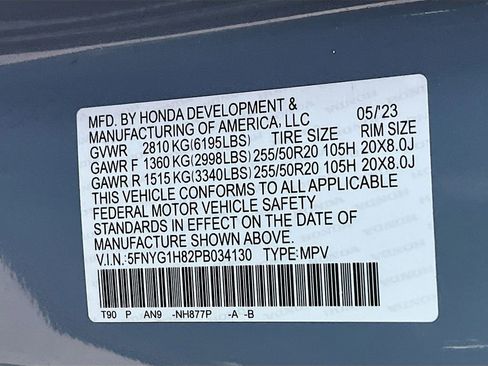 MFD. BY HONDA DEVELOPMENT &
MANUFACTURING OF AMERICA, LLC 05/'23
GVWR 2810 KG(6195LBS) TIRE SIZE RIM SIZE
GAWR F 1360 KG(2998LBS) 255/50R20 105H 20X8.0J
GAWR R 1515 KG(3340LBS) 255/50R20 105H 20X8.0J
THIS VEHICLE CONFORMS TO ALL APPLICABLE
FEDERAL MOTOR VEHICLE SAFETY
STANDARDS IN EFFECT ON THE DATE OF
MANUFACTURE SHOWN ABOVE.
V.I.N.: 5FNYG1H82PB034130 TYPE: MPV
T90 P AN9 -NH877P -A -B